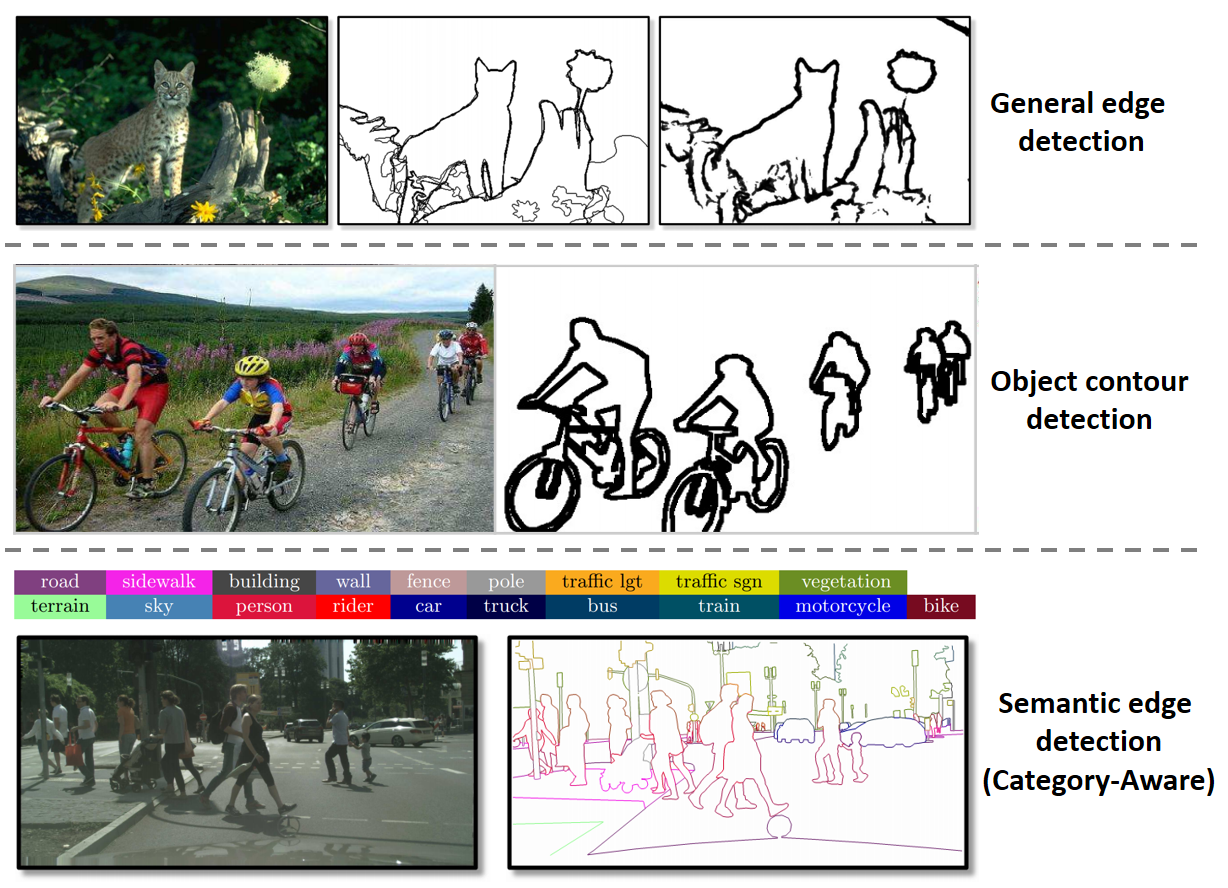 General edge
detection
Object contour
detection
road sidewalk building wall fence pole traffic lgt traffic sgn vegetation
terrain sky person rider car truck bus train motorcycle bike
Semantic edge
detection
(Category-Aware)